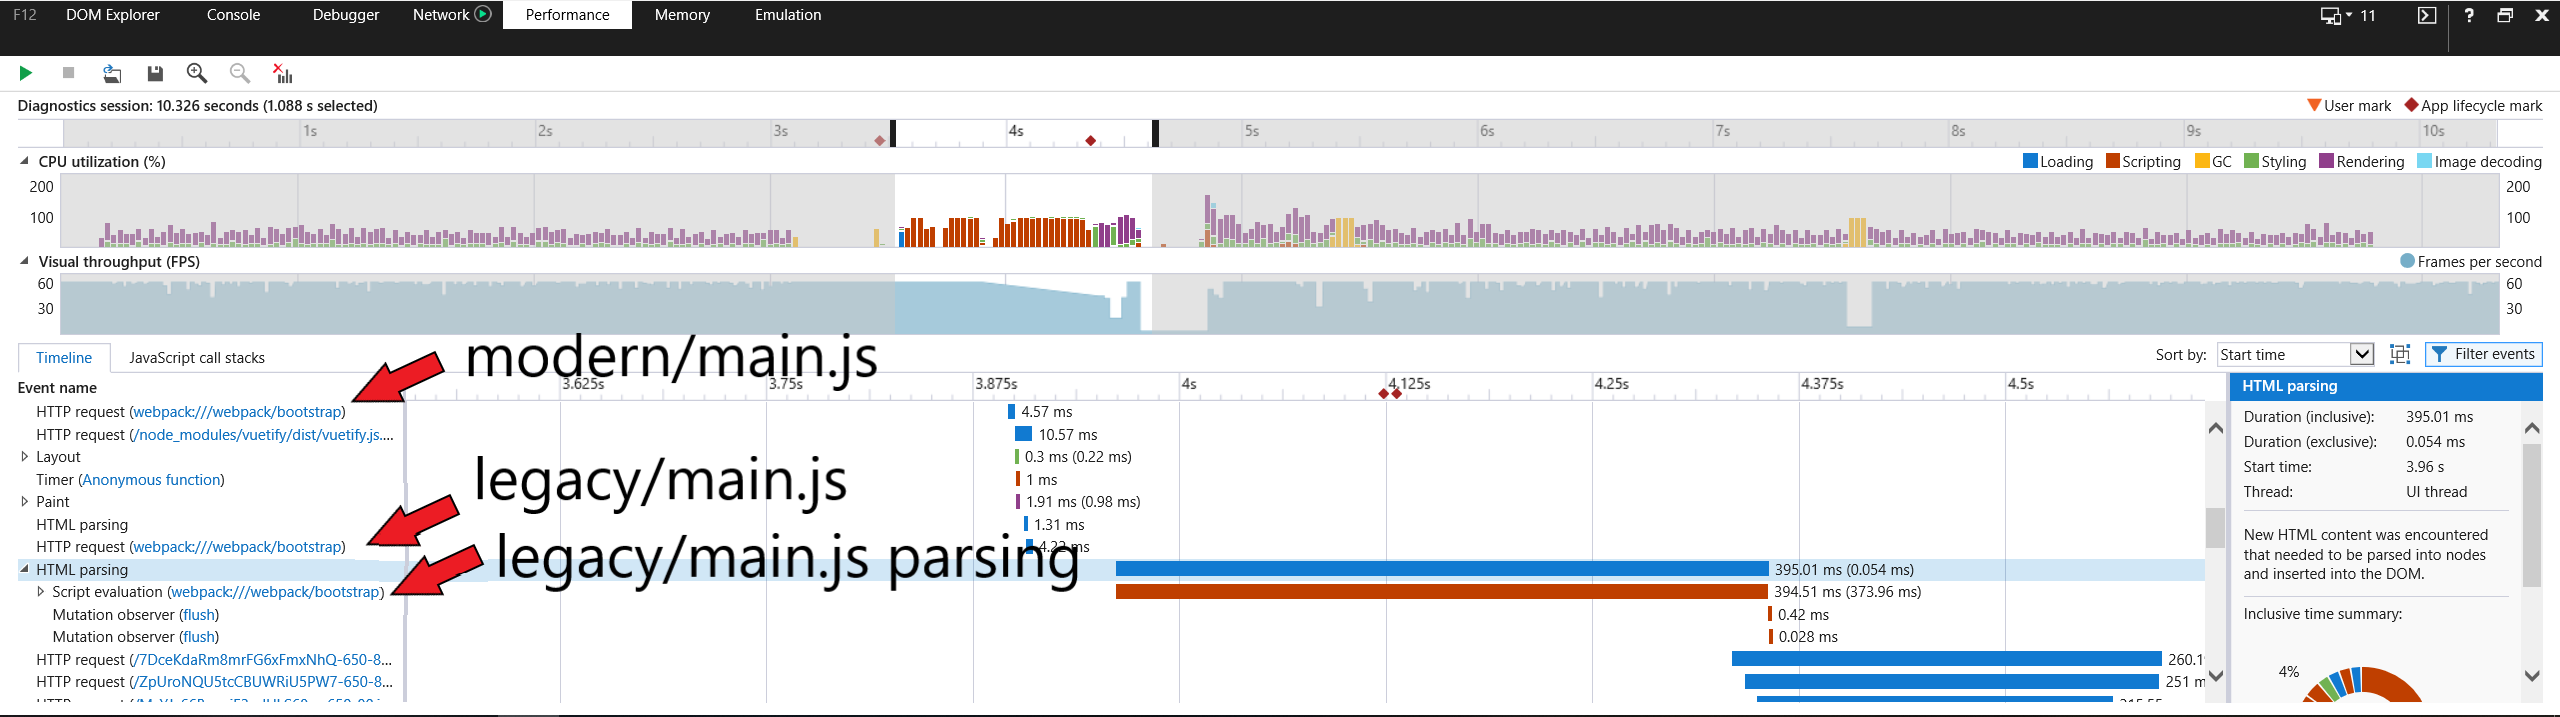 F12 DOM Explorer Console Debugger Network Performance Memory Emulation 11 ?
Diagnostics session: 10.326 seconds (1.088 s selected) User mark App lifecycle mark
1s 2s 3s 4s 5s 6s 7s 8s 9s 10s
CPU utilization (%) Loading Scripting GC Styling Rendering Image decoding
200 200
100 100
Visual throughput (FPS) Frames per second
60 60
30 30
modern/main.js
Timeline JavaScript call stacks Sort by: Start time Filter events
Event name 3.625s 3.75s 3.875s 4s 4.125s 4.25s 4.375s 4.5s HTML parsing
HTTP request (webpack:///webpack/bootstrap) 4.57 ms Duration (inclusive): 395.01 ms
HTTP request (/node_modules/vuetify/dist/vuetify.js.... 10.57 ms Duration (exclusive): 0.054 ms
Layout 0.3 ms (0.22 ms) Start time: 3.96 s
legacy/main.js
Timer (Anonymous function) 1 ms Thread: UI thread
Paint 1.91 ms (0.98 ms)
HTML parsing 1.31 ms New HTML content was encountered
HTTP request (webpack:///webpack/bootstrap) 4.22 ms that needed to be parsed into nodes
legacy/main.js parsing
HTML parsing 395.01 ms (0.054 ms) and inserted into the DOM.
Script evaluation (webpack:///webpack/bootstrap) 394.51 ms (373.96 ms)
Mutation observer (flush) 0.42 ms Inclusive time summary:
Mutation observer (flush) 0.028 ms
HTTP request (/7DceKdaRm8mrFG6xFmxNhQ-650-8... 260.1
HTTP request (/ZpUroNQU5tcCBUWRiU5PW7-650-8... 251 m 4%